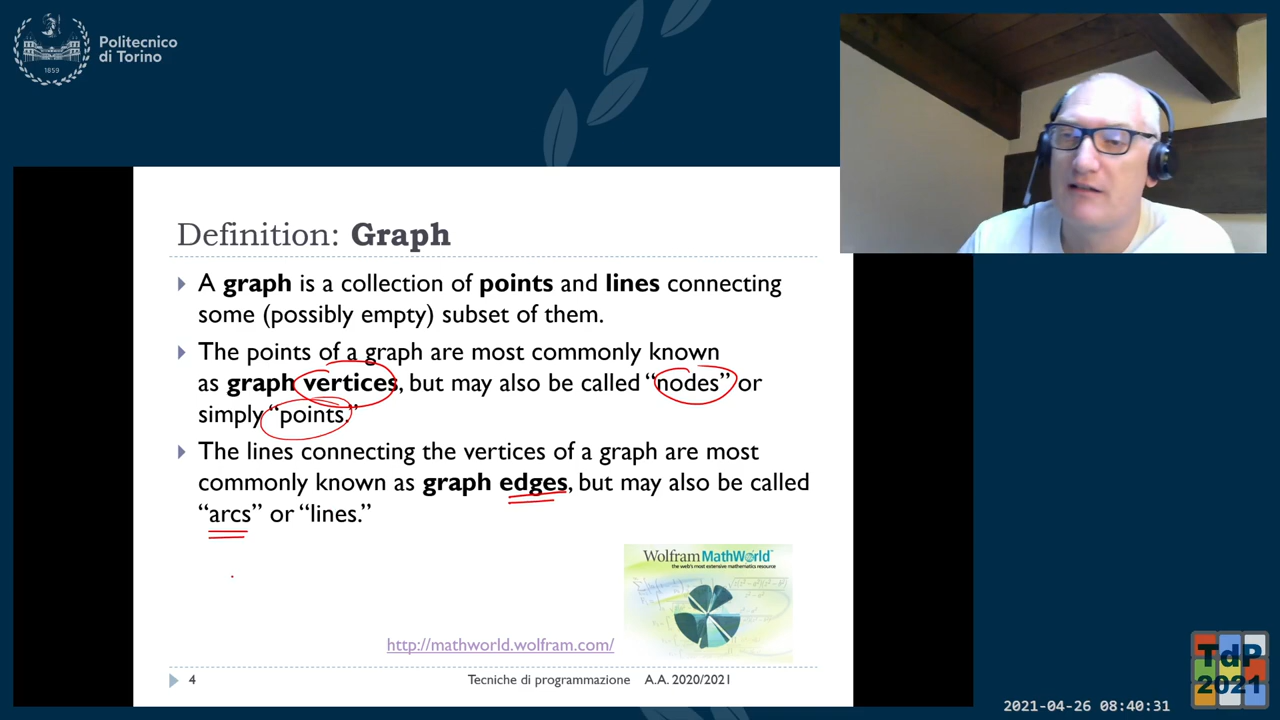 Politecnico
di Torino
1859
Definition: Graph
A graph is a collection of points and lines connecting
some (possibly empty) subset of them.
The points of a graph are most commonly known
as graph vertices, but may also be called “nodes” or
simply “points.”
The lines connecting the vertices of a graph are most
commonly known as graph edges, but may also be called
“arcs” or “lines.”
Wolfram MathWorld™
the web's most extensive mathematics resource
http://mathworld.wolfram.com/
4
Tecniche di programmazione A.A. 2020/2021
TdP
2021
2021-04-26 08:40:31